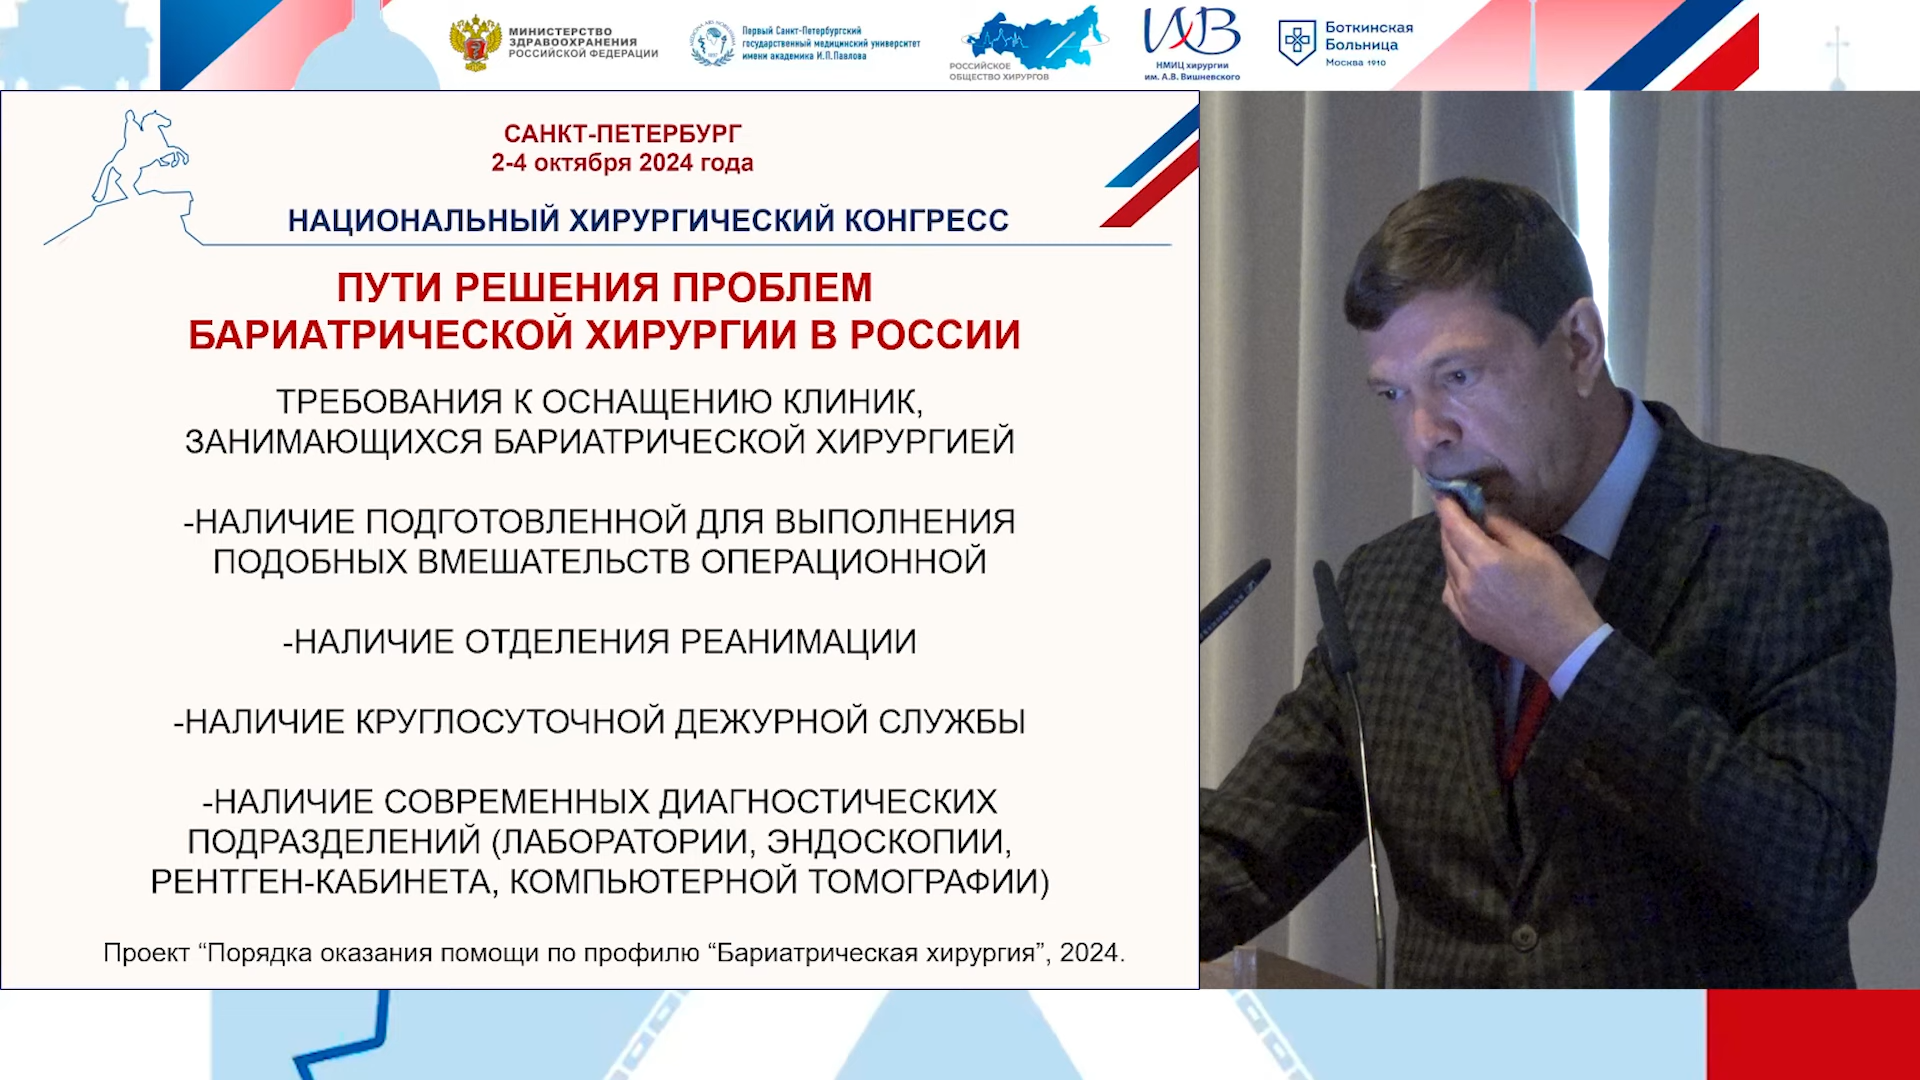 МИНИСТЕРСТВО
ЗДРАВООХРАНЕНИЯ
РОССИЙСКОЙ ФЕДЕРАЦИИ
Первый Санкт-Петербургский
государственный медицинский университет
имени академика И.П.Павлова
РОССИЙСКОЕ
ОБЩЕСТВО ХИРУРГОВ
НМИЦ хирургии
им. А.В. Вишневского
Боткинская
Больница
Москва 1910
САНКТ-ПЕТЕРБУРГ
2-4 октября 2024 года
НАЦИОНАЛЬНЫЙ ХИРУРГИЧЕСКИЙ КОНГРЕСС
ПУТИ РЕШЕНИЯ ПРОБЛЕМ
БАРИАТРИЧЕСКОЙ ХИРУРГИИ В РОССИИ
ТРЕБОВАНИЯ К ОСНАЩЕНИЮ КЛИНИК,
ЗАНИМАЮЩИХСЯ БАРИАТРИЧЕСКОЙ ХИРУРГИЕЙ
-НАЛИЧИЕ ПОДГОТОВЛЕННОЙ ДЛЯ ВЫПОЛНЕНИЯ
ПОДОБНЫХ ВМЕШАТЕЛЬСТВ ОПЕРАЦИОННОЙ
-НАЛИЧИЕ ОТДЕЛЕНИЯ РЕАНИМАЦИИ
-НАЛИЧИЕ КРУГЛОСУТОЧНОЙ ДЕЖУРНОЙ СЛУЖБЫ
-НАЛИЧИЕ СОВРЕМЕННЫХ ДИАГНОСТИЧЕСКИХ
ПОДРАЗДЕЛЕНИЙ (ЛАБОРАТОРИИ, ЭНДОСКОПИИ,
РЕНТГЕН-КАБИНЕТА, КОМПЬЮТЕРНОЙ ТОМОГРАФИИ)
Проект “Порядка оказания помощи по профилю “Бариатрическая хирургия”, 2024.